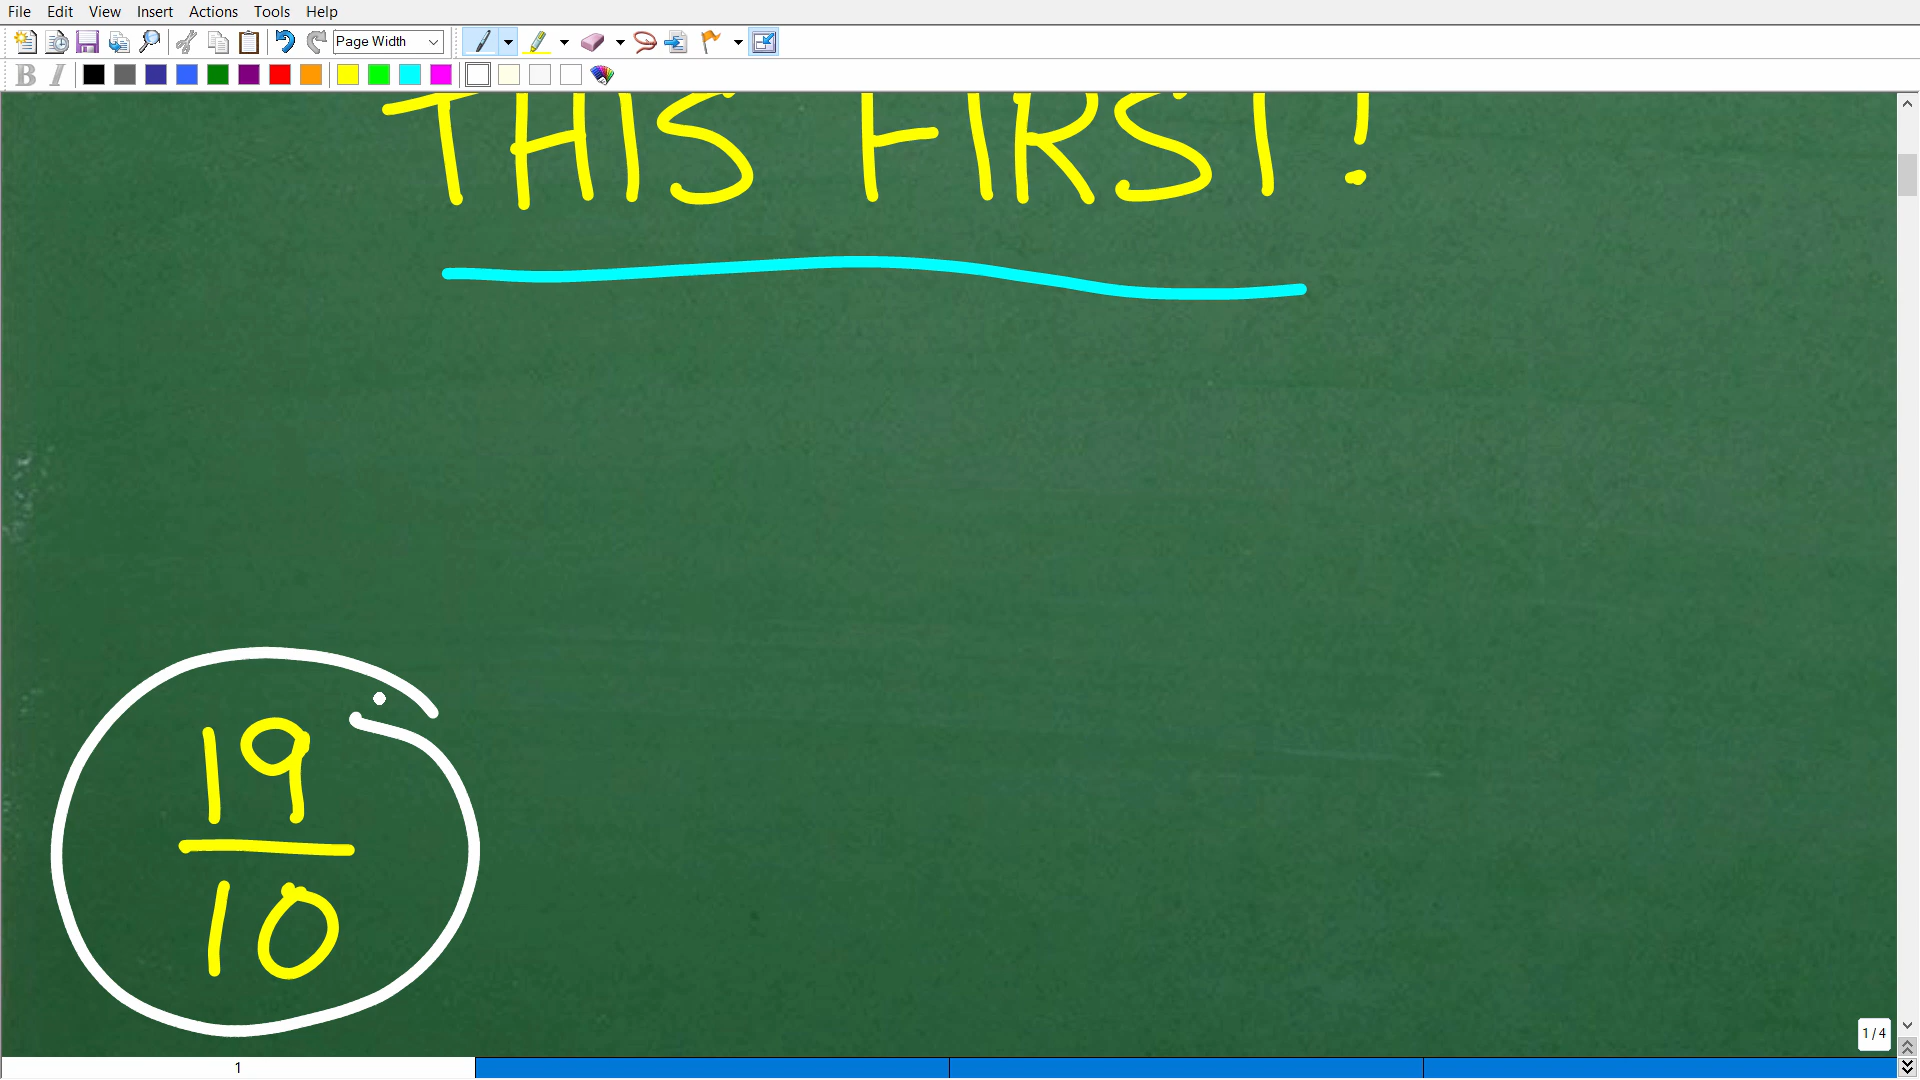 File Edit View Insert Actions Tools Help
Page Width
B I
THIS FIRST!
19
10
1 / 4
1